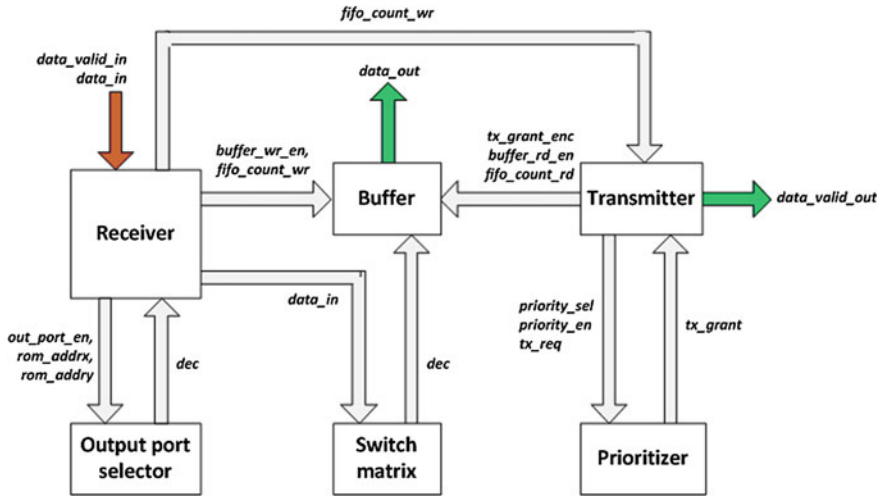 fifo_count_wr
data_valid_in
data_in
data_out
buffer_wr_en,
fifo_count_wr
tx_grant_enc
buffer_rd_en
fifo_count_rd
Receiver
Buffer
Transmitter
data_valid_out
data_in
out_port_en,
rom_addrx,
rom_addry
dec
dec
priority_sel
priority_en
tx_req
tx_grant
Output port
selector
Switch
matrix
Prioritizer